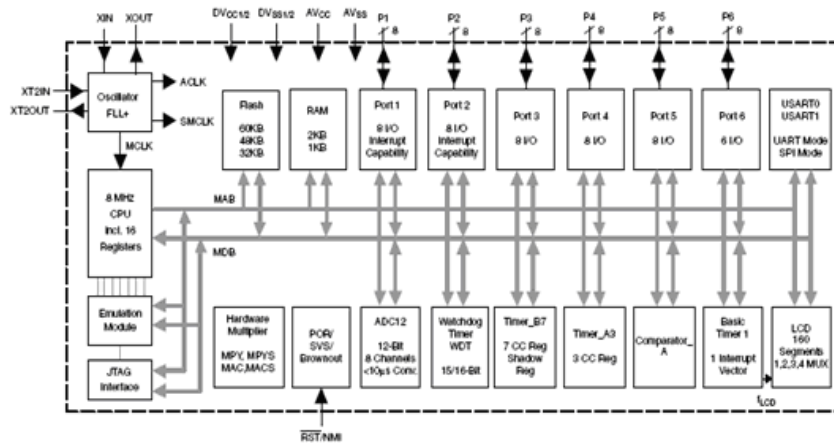 XIN XOUT DVCC1/2 DVSS1/2 AVCC AVSS P1 P2 P3 P4 P5 P6
8 8 8 8 8 8
XT2IN
XT2OUT
Oscillator
FLL+
ACLK
SMCLK
MCLK
Flash
60KB
48KB
32KB
RAM
2KB
1KB
Port 1
8 I/O
Interrupt
Capability
Port 2
8 I/O
Interrupt
Capability
Port 3
8 I/O
Port 4
8 I/O
Port 5
8 I/O
Port 6
6 I/O
USART0
USART1
UART Mode
SPI Mode
8 MHz
CPU
incl. 16
Registers
MAB
MDB
Emulation
Module
JTAG
Interface
Hardware
Multiplier
MPY, MPYS
MAC,MACS
POR/
SVS/
Brownout
ADC12
12-Bit
8 Channels
<10µs Conv.
Watchdog
Timer
WDT
15/16-Bit
Timer_B7
7 CC Reg
Shadow
Reg
Timer_A3
3 CC Reg
Comparator_
A
Basic
Timer 1
1 Interrupt
Vector
LCD
160
Segments
1,2,3,4 MUX
fLCD
RST/NMI